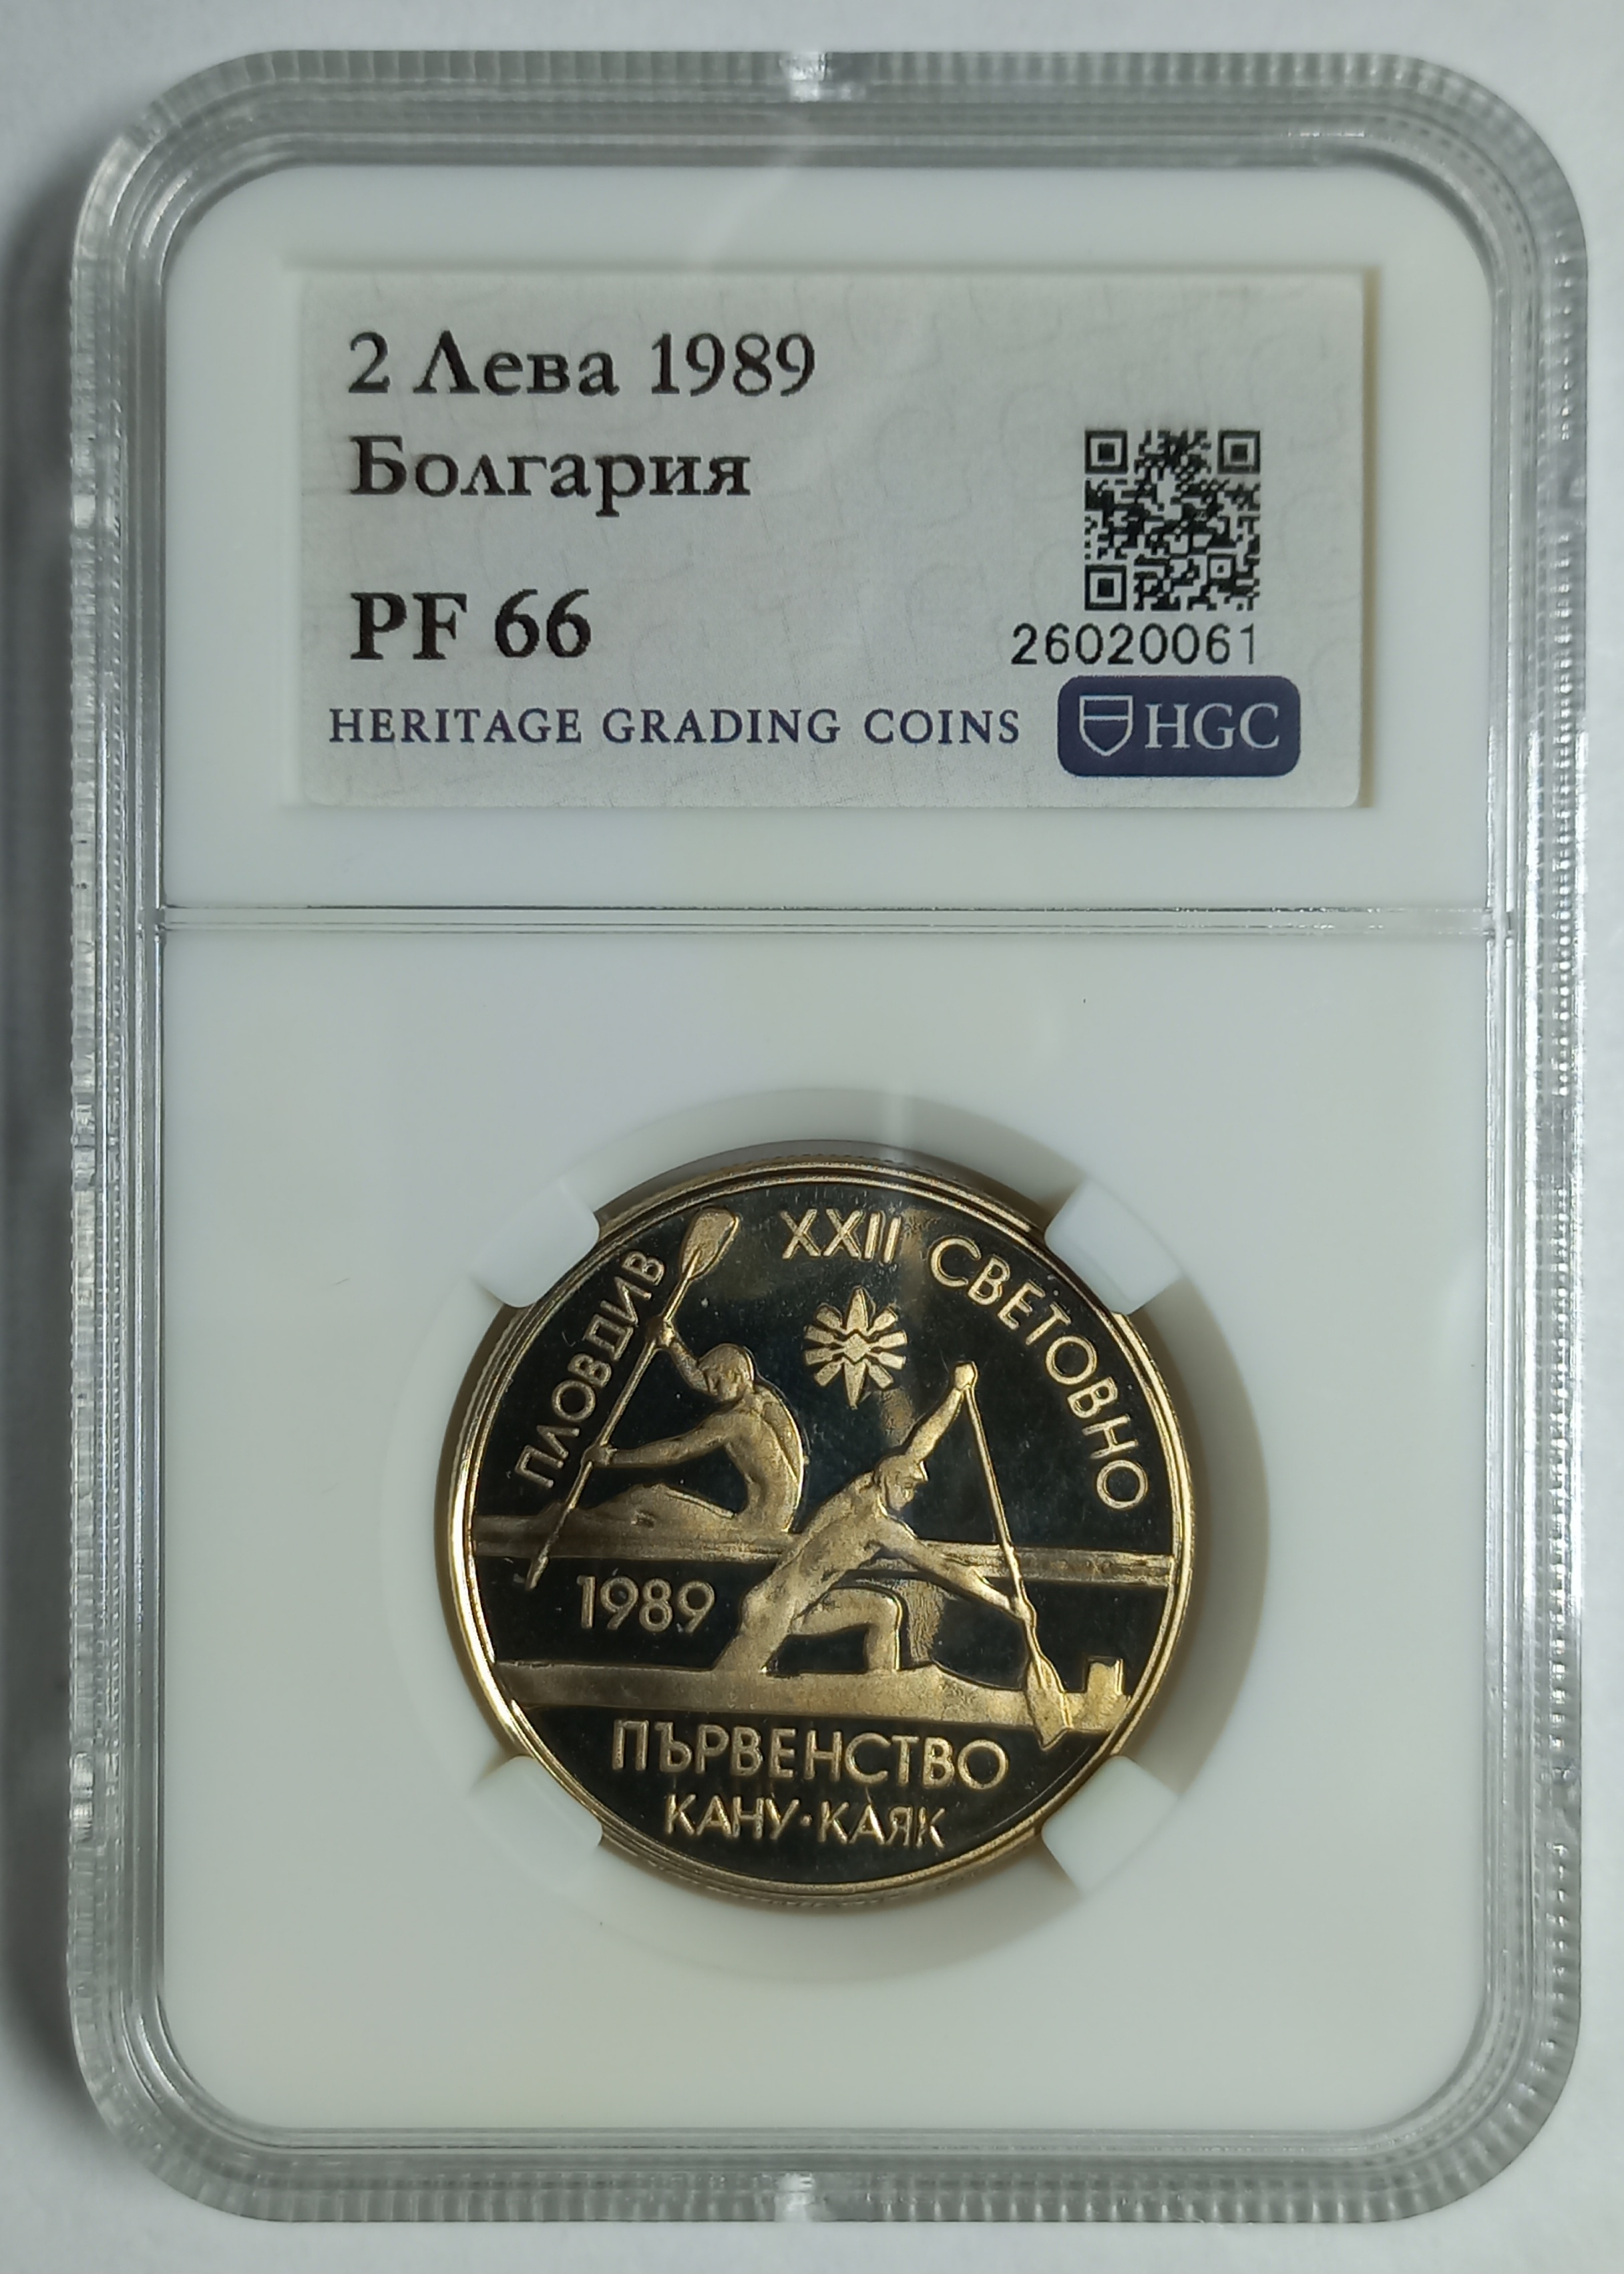 2 Лева 1989
Болгария
PF 66
26020061
HERITAGE GRADING COINS
HGC
ПЛОВДИВ
XXII СВЕТОВНО
1989
ПЪРВЕНСТВО
КАНУ·КАЯК